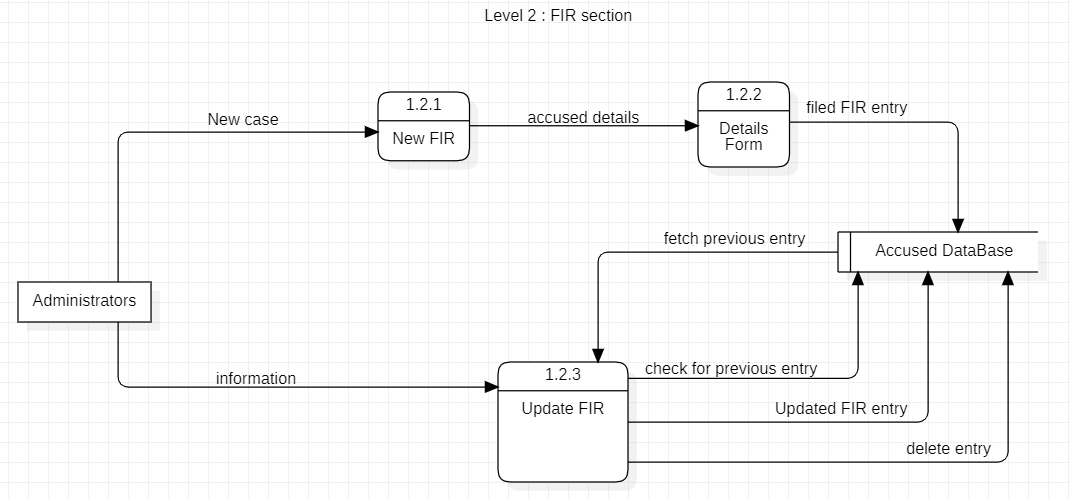 Level 2 : FIR section
1.2.1
New FIR
1.2.2
Details
Form
New case
accused details
filed FIR entry
fetch previous entry
Accused DataBase
Administrators
information
1.2.3
Update FIR
check for previous entry
Updated FIR entry
delete entry